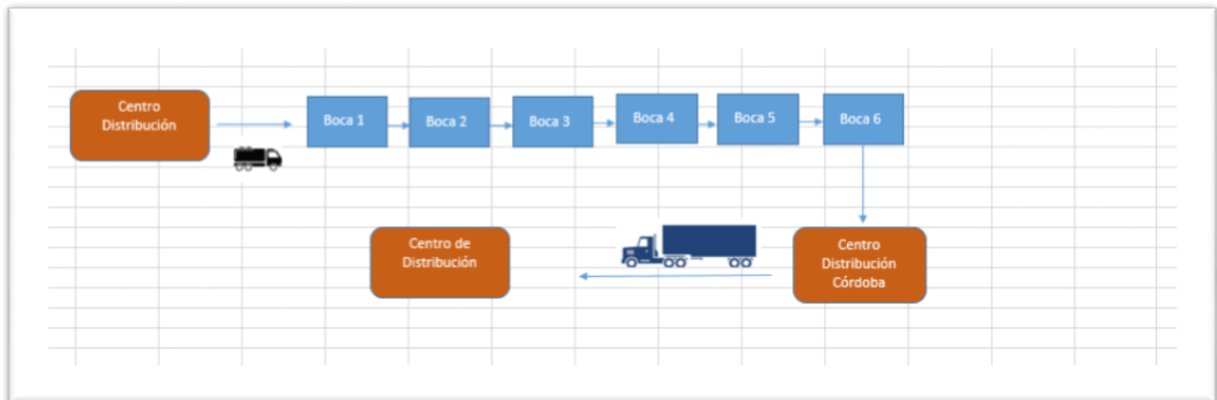 Centro
Distribución
Boca 1
Boca 2
Boca 3
Boca 4
Boca 5
Boca 6
Centro de
Distribución
Centro
Distribución
Córdoba